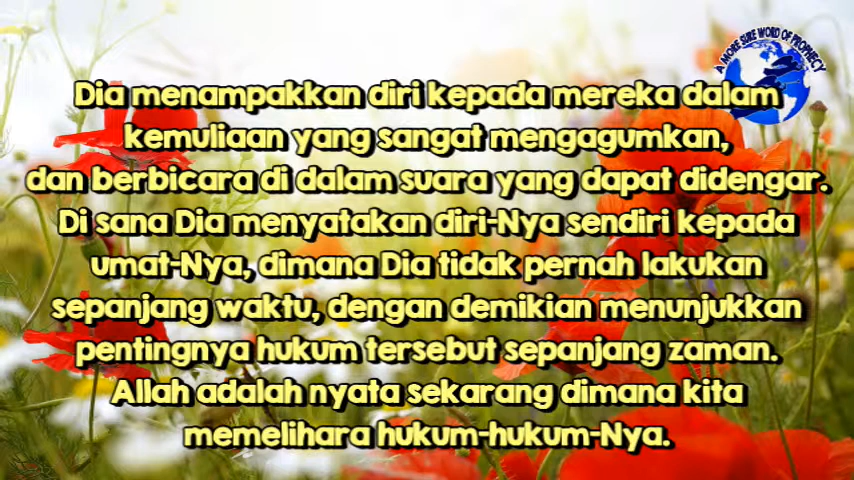 A MORE SURE WORD OF PROPHECY
Dia menampakkan diri kepada mereka dalam
kemuliaan yang sangat mengagumkan,
dan berbicara di dalam suara yang dapat didengar.
Di sana Dia menyatakan diri-Nya sendiri kepada
umat-Nya, dimana Dia tidak pernah lakukan
sepanjang waktu, dengan demikian menunjukkan
pentingnya hukum tersebut sepanjang zaman.
Allah adalah nyata sekarang dimana kita
memelihara hukum-hukum-Nya.